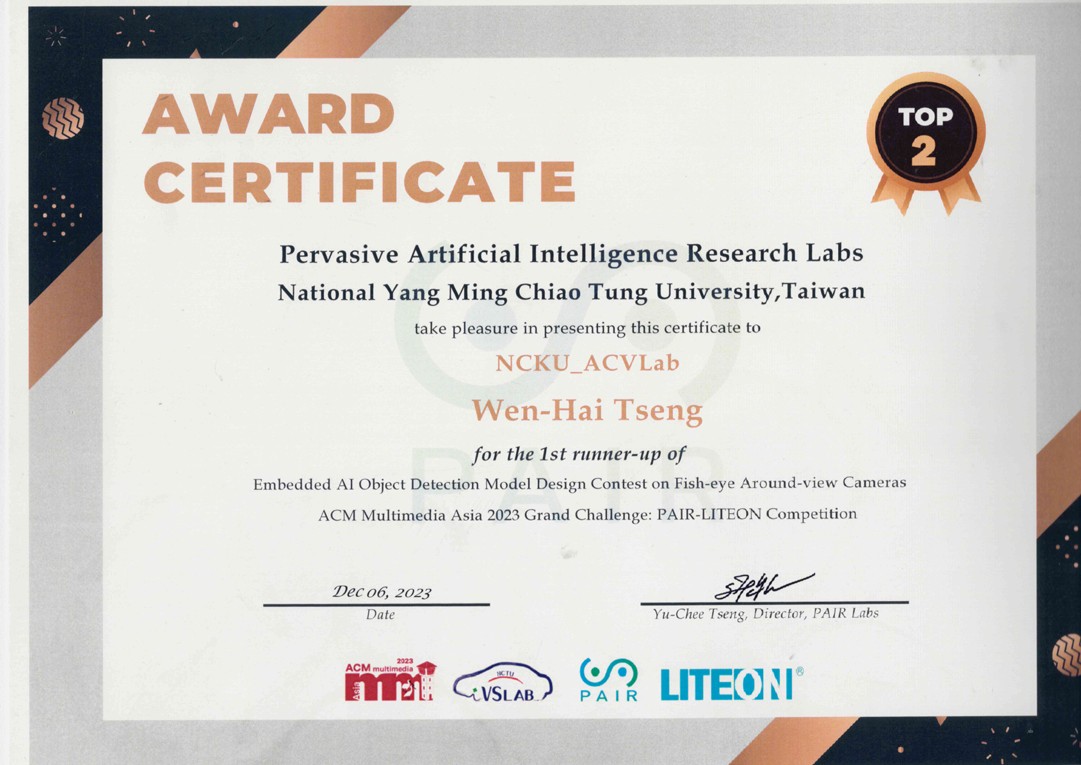 AWARD
CERTIFICATE
TOP
2
Pervasive Artificial Intelligence Research Labs
National Yang Ming Chiao Tung University,Taiwan
take pleasure in presenting this certificate to
NCKU_ACVLab
Wen-Hai Tseng
for the 1st runner-up of
Embedded AI Object Detection Model Design Contest on Fish-eye Around-view Cameras
ACM Multimedia Asia 2023 Grand Challenge: PAIR-LITEON Competition
PAIR
Dec 06, 2023
Date
Yu-Chee Tseng, Director, PAIR Labs
2023
ACM multimedia
Asia
mm
NCTU
iVSLAB
PAIR
LITEON®